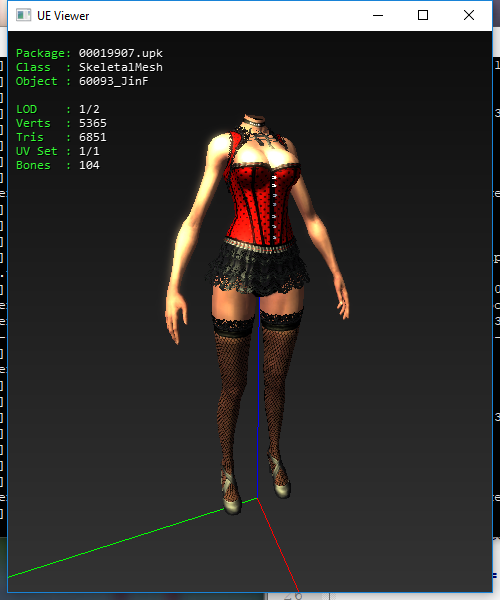 UE Viewer
Package: 00019907.upk
Class : SkeletalMesh
Object : 60093_JinF
LOD : 1/2
Verts : 5365
Tris : 6851
UV Set : 1/1
Bones : 104